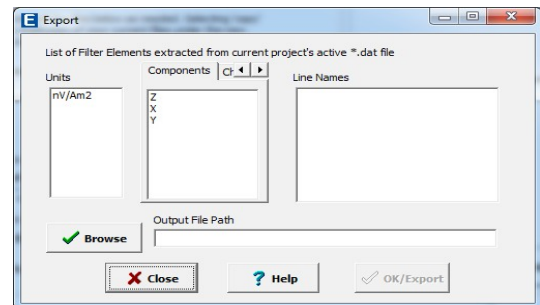 E Export
List of Filter Elements extracted from current project's active *.dat file
Units
Components
Line Names
nV/Am2
Z
X
Y
Browse
Output File Path
Close
Help
OK/Export